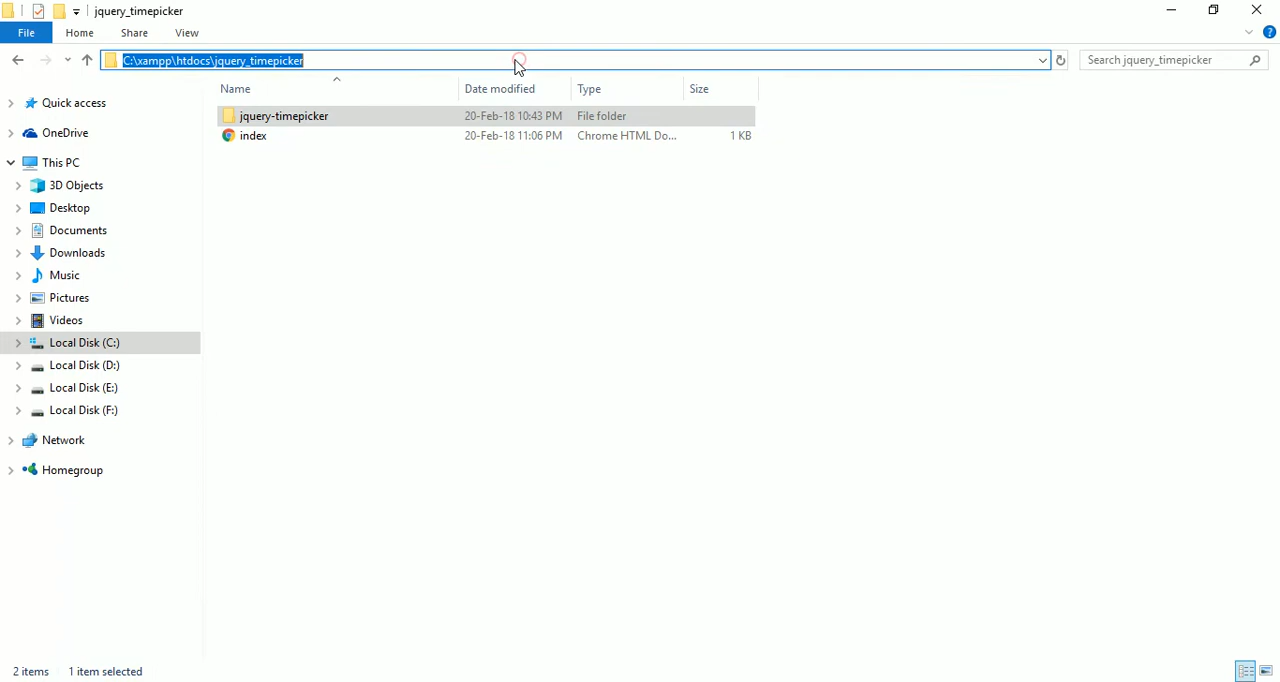 jquery_timepicker
File Home Share View
C:\xampp\htdocs\jquery_timepicker
Search jquery_timepicker
Name Date modified Type Size
jquery-timepicker 20-Feb-18 10:43 PM File folder
index 20-Feb-18 11:06 PM Chrome HTML Do... 1 KB
Quick access
OneDrive
This PC
3D Objects
Desktop
Documents
Downloads
Music
Pictures
Videos
Local Disk (C:)
Local Disk (D:)
Local Disk (E:)
Local Disk (F:)
Network
Homegroup
2 items 1 item selected